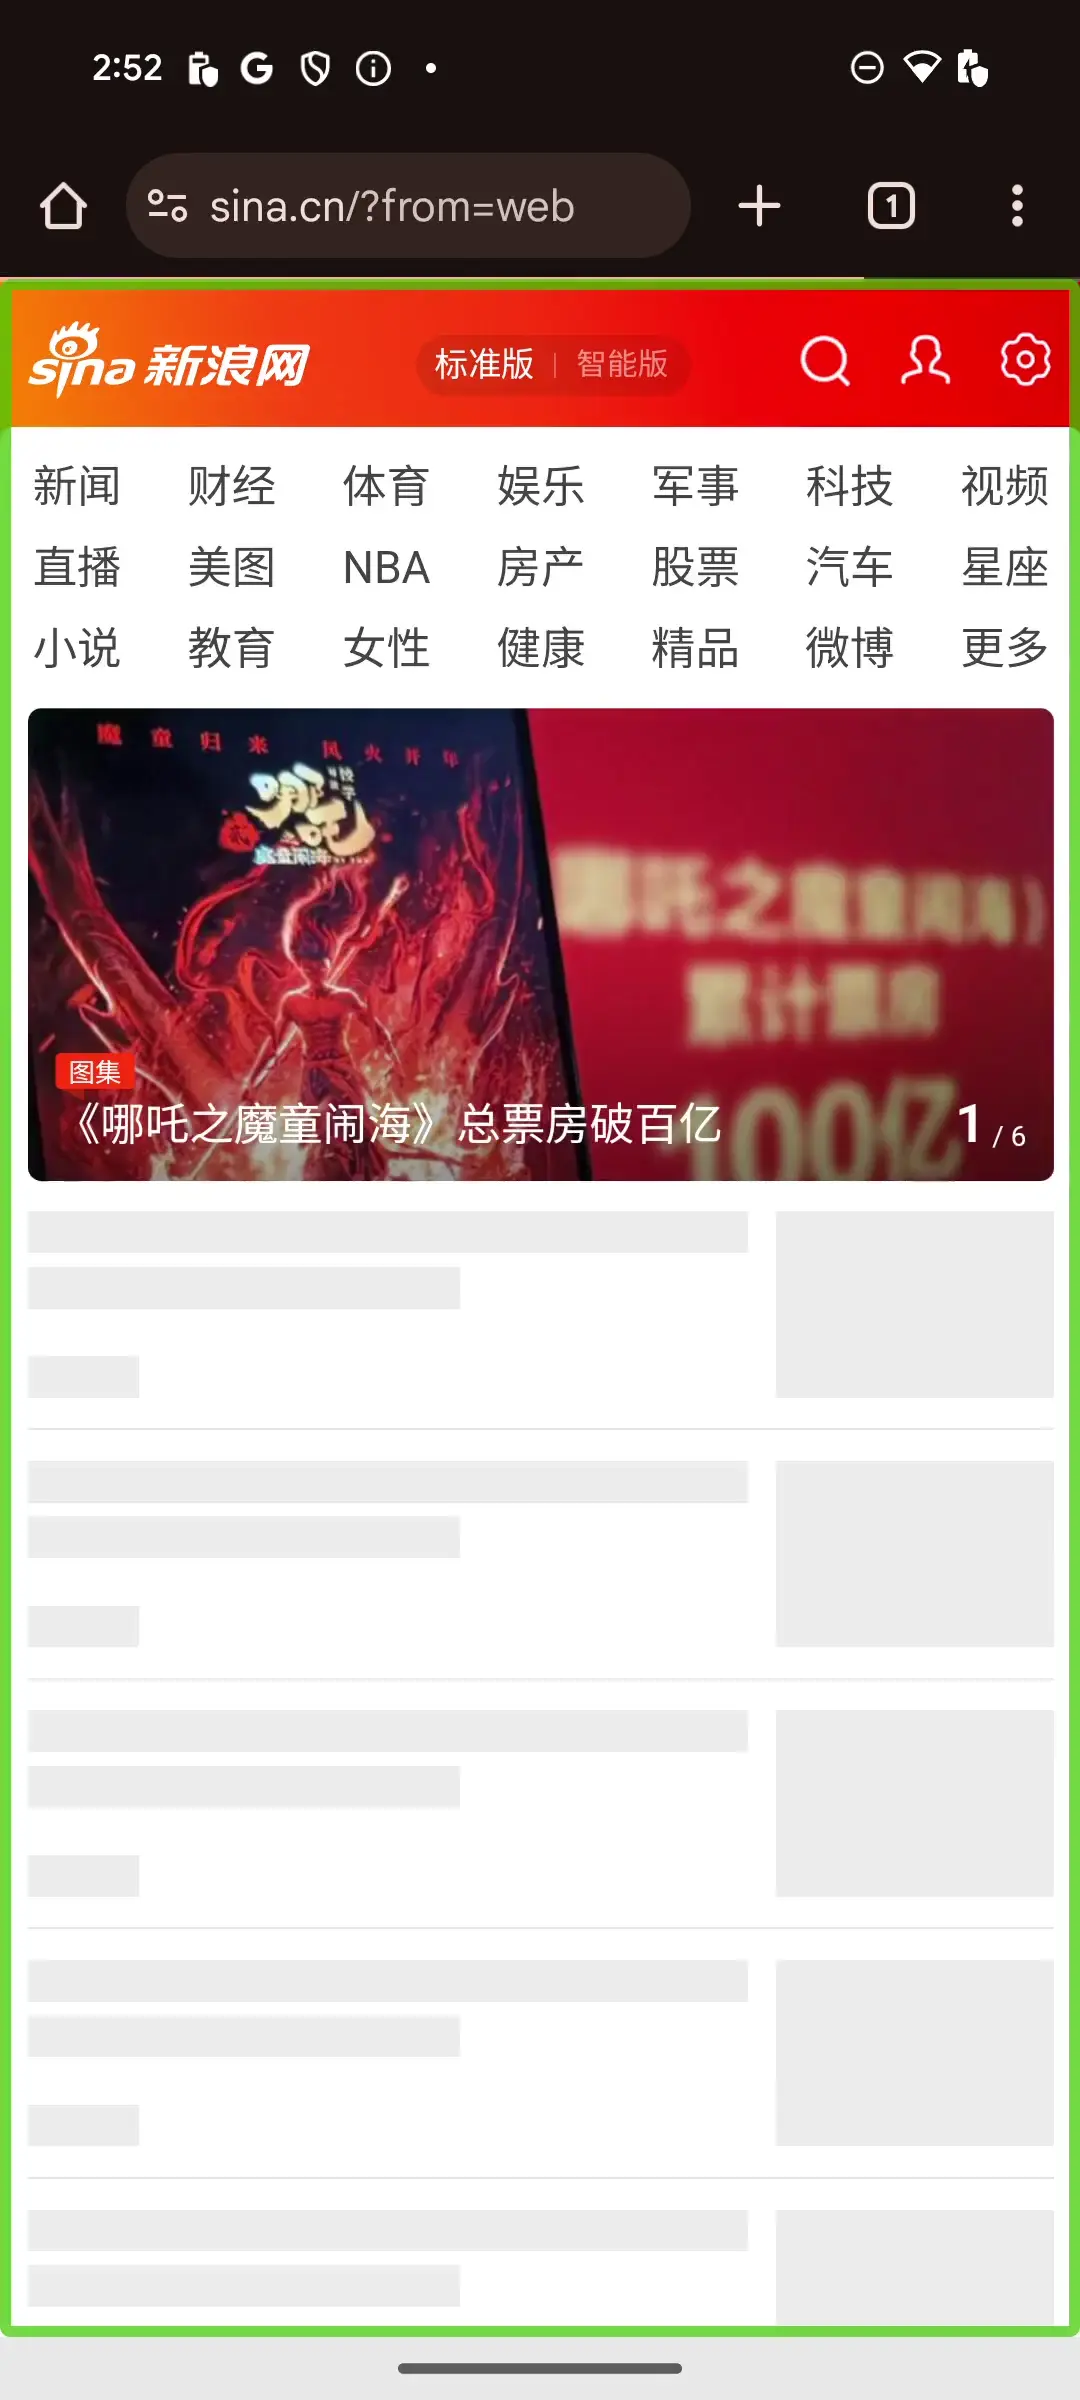 2:52
sina.cn/?from=web
1
sina 新浪网
标准版 | 智能版
新闻 财经 体育 娱乐 军事 科技 视频
直播 美图 NBA 房产 股票 汽车 星座
小说 教育 女性 健康 精品 微博 更多
魔童归来 风火并年
哪吒
之
魔童闹海
哪吒之魔童闹海）
累计票房
100亿
图集
《哪吒之魔童闹海》总票房破百亿
1 / 6